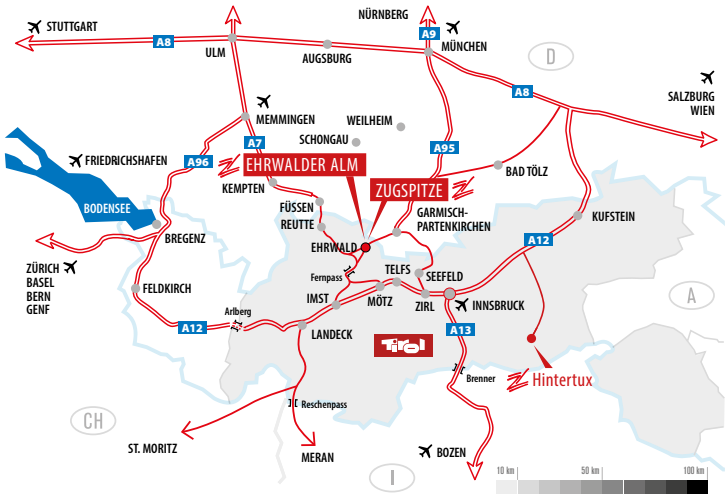 NÜRNBERG
STUTTGART
A8
A9
ULM
AUGSBURG
MÜNCHEN
D
A8
SALZBURG
WIEN
MEMMINGEN
WEILHEIM
SCHONGAU
A7
A95
FRIEDRICHSHAFEN
A96
EHRWALDER ALM
BAD TÖLZ
KEMPTEN
ZUGSPITZE
BODENSEE
FÜSSEN
GARMISCH-
PARTENKIRCHEN
KUFSTEIN
REUTTE
BREGENZ
EHRWALD
A12
ZÜRICH
BASEL
BERN
GENF
Fernpass
TELFS
SEEFELD
FELDKIRCH
IMST
MÖTZ
ZIRL
INNSBRUCK
A
Arlberg
A12
LANDECK
A13
Tirol
Brenner
Hintertux
CH
Reschenpass
ST. MORITZ
MERAN
BOZEN
I
10 km
50 km
100 km